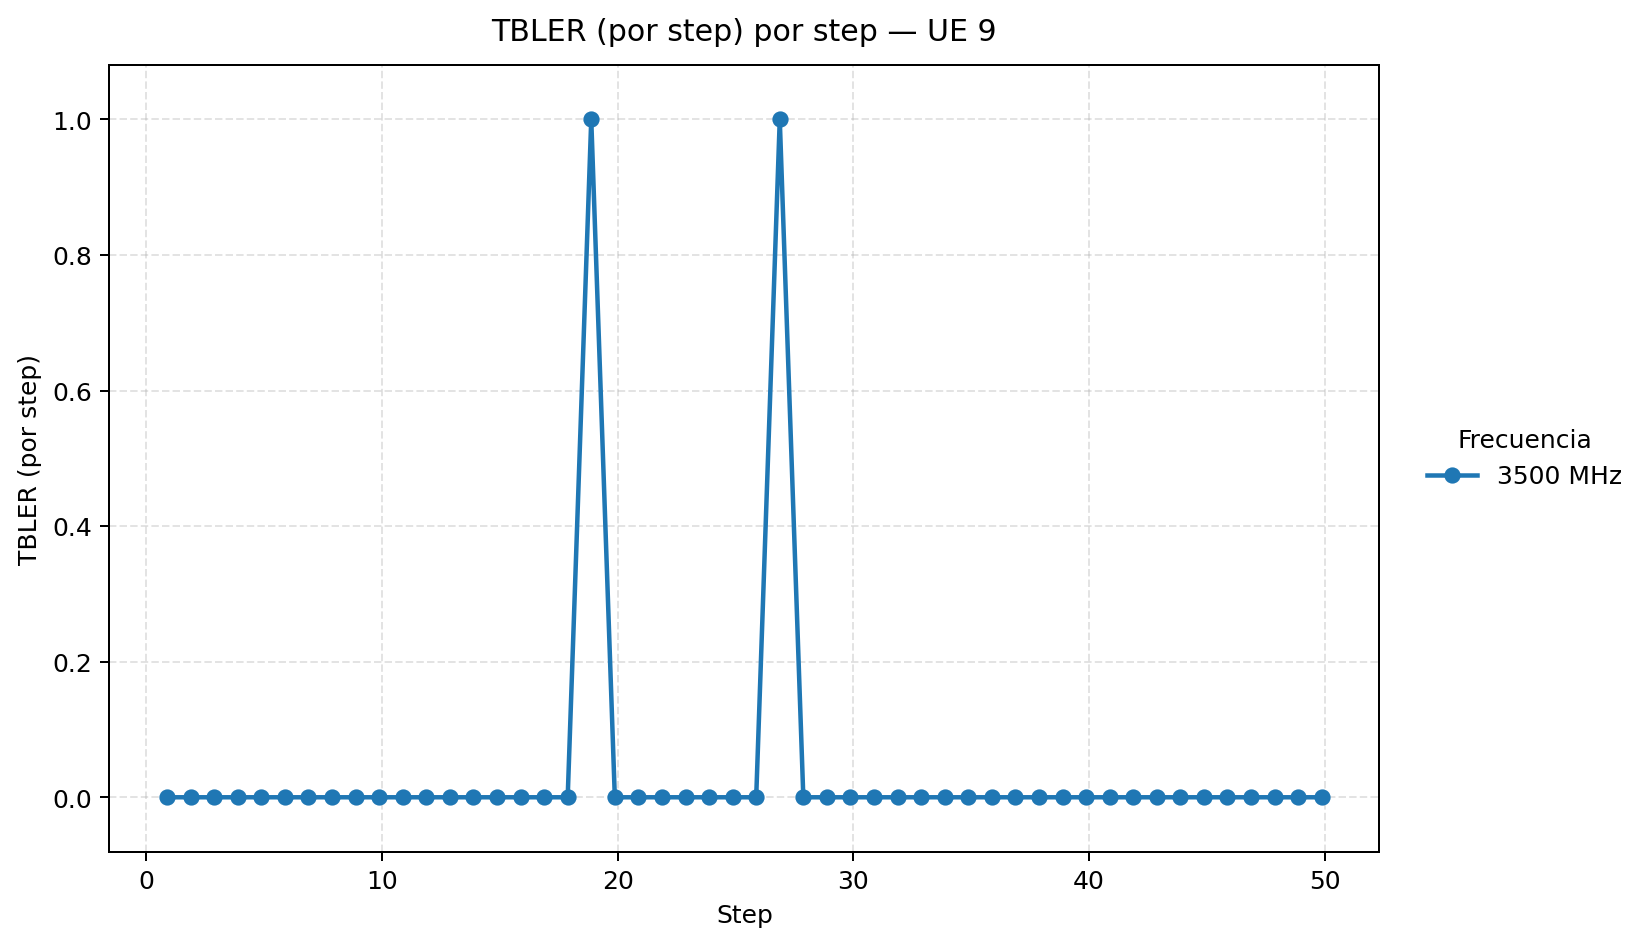 TBLER (por step) por step — UE 9
TBLER (por step)
1.0
0.8
0.6
0.4
0.2
0.0
0 10 20 30 40 50
Step
Frecuencia
3500 MHz